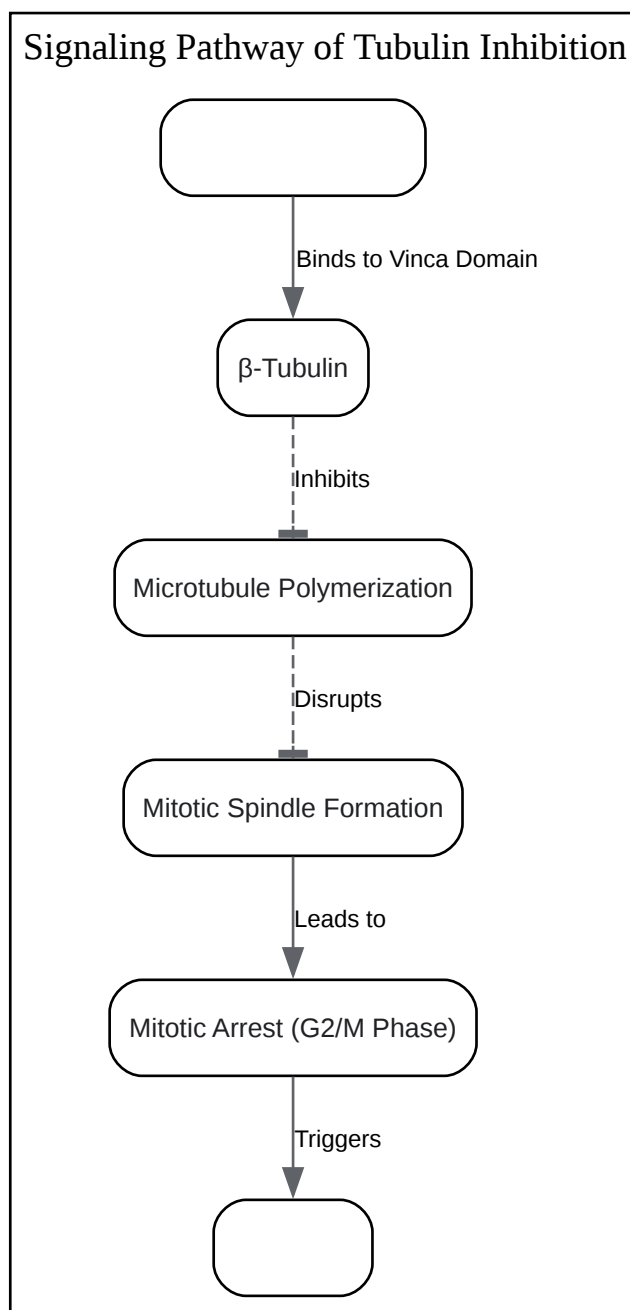 Signaling Pathway of Tubulin Inhibition
Binds to Vinca Domain
β-Tubulin
Inhibits
Microtubule Polymerization
Disrupts
Mitotic Spindle Formation
Leads to
Mitotic Arrest (G2/M Phase)
Triggers